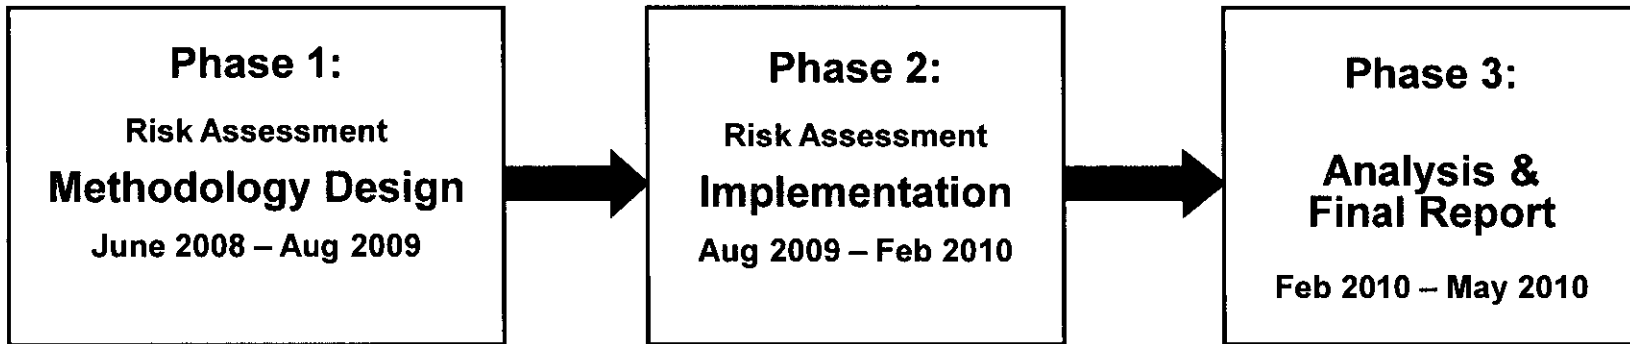 Phase 1:
Risk Assessment
Methodology Design
June 2008 – Aug 2009
Phase 2:
Risk Assessment
Implementation
Aug 2009 – Feb 2010
Phase 3:
Analysis &
Final Report
Feb 2010 – May 2010